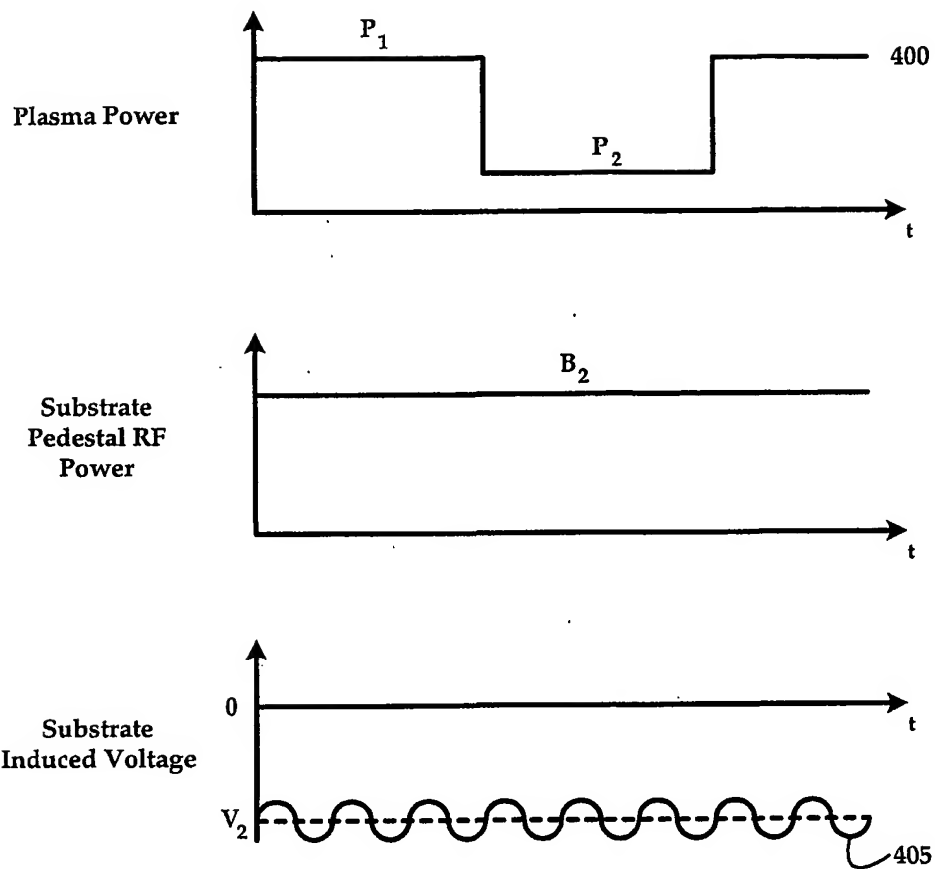 P₁
400
Plasma Power
P₂
t
B₂
Substrate
Pedestal RF
Power
t
0
t
Substrate
Induced Voltage
V₂
405